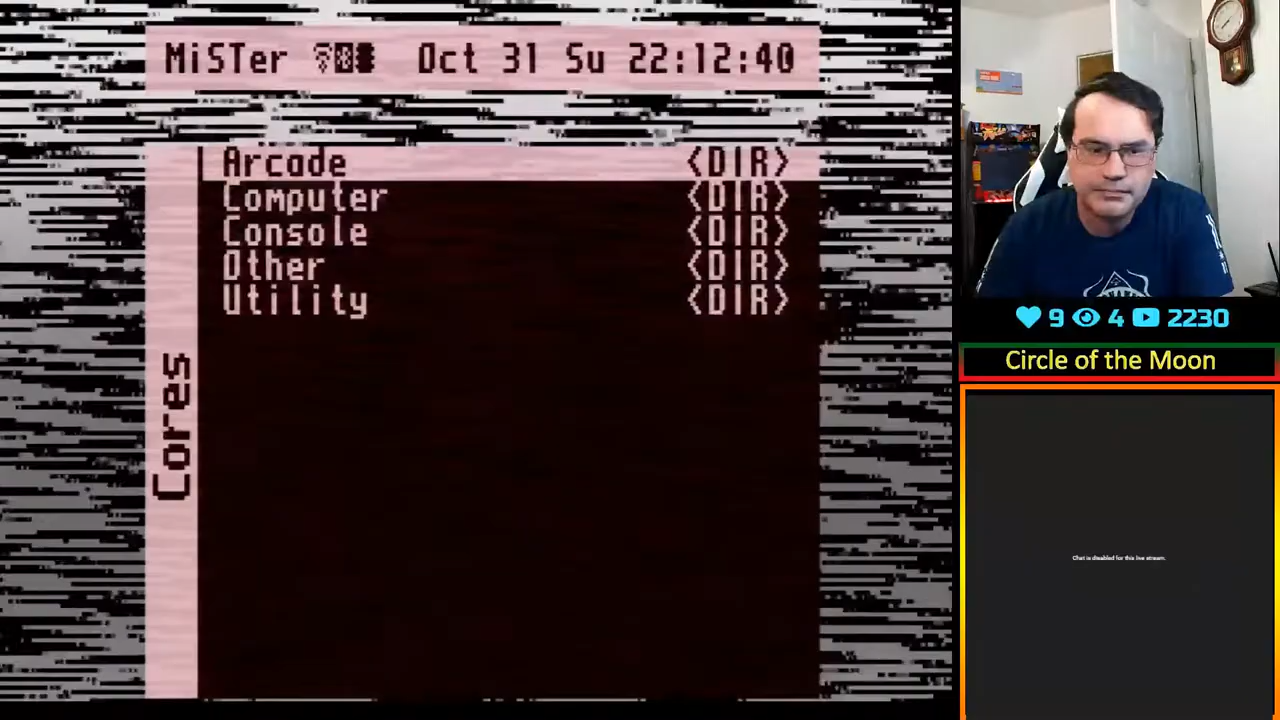 MiSTer Oct 31 Su 22:12:40
Arcade <DIR>
Computer <DIR>
Console <DIR>
Other <DIR>
Utility <DIR>
Cores
9 4 2230
Circle of the Moon
Chat is disabled for this live stream.